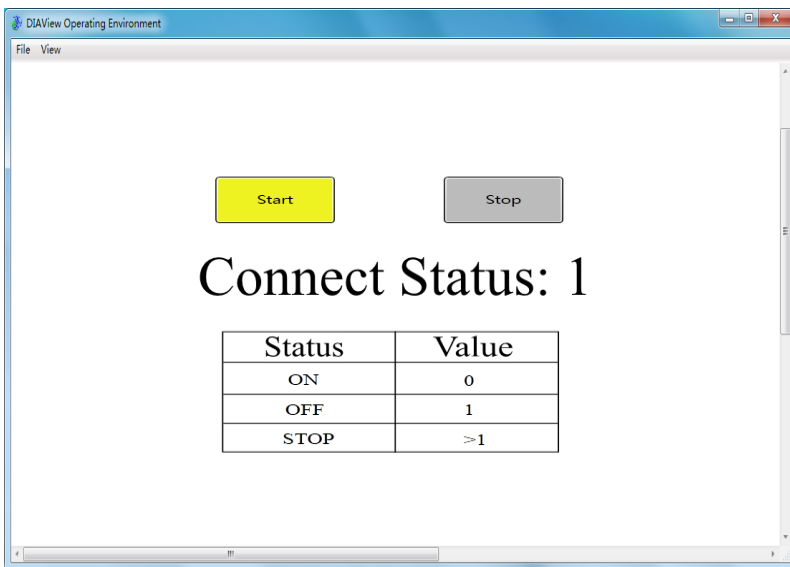 DIAView Operating Environment
File View
Start Stop
Connect Status: 1
Status Value
ON 0
OFF 1
STOP >1